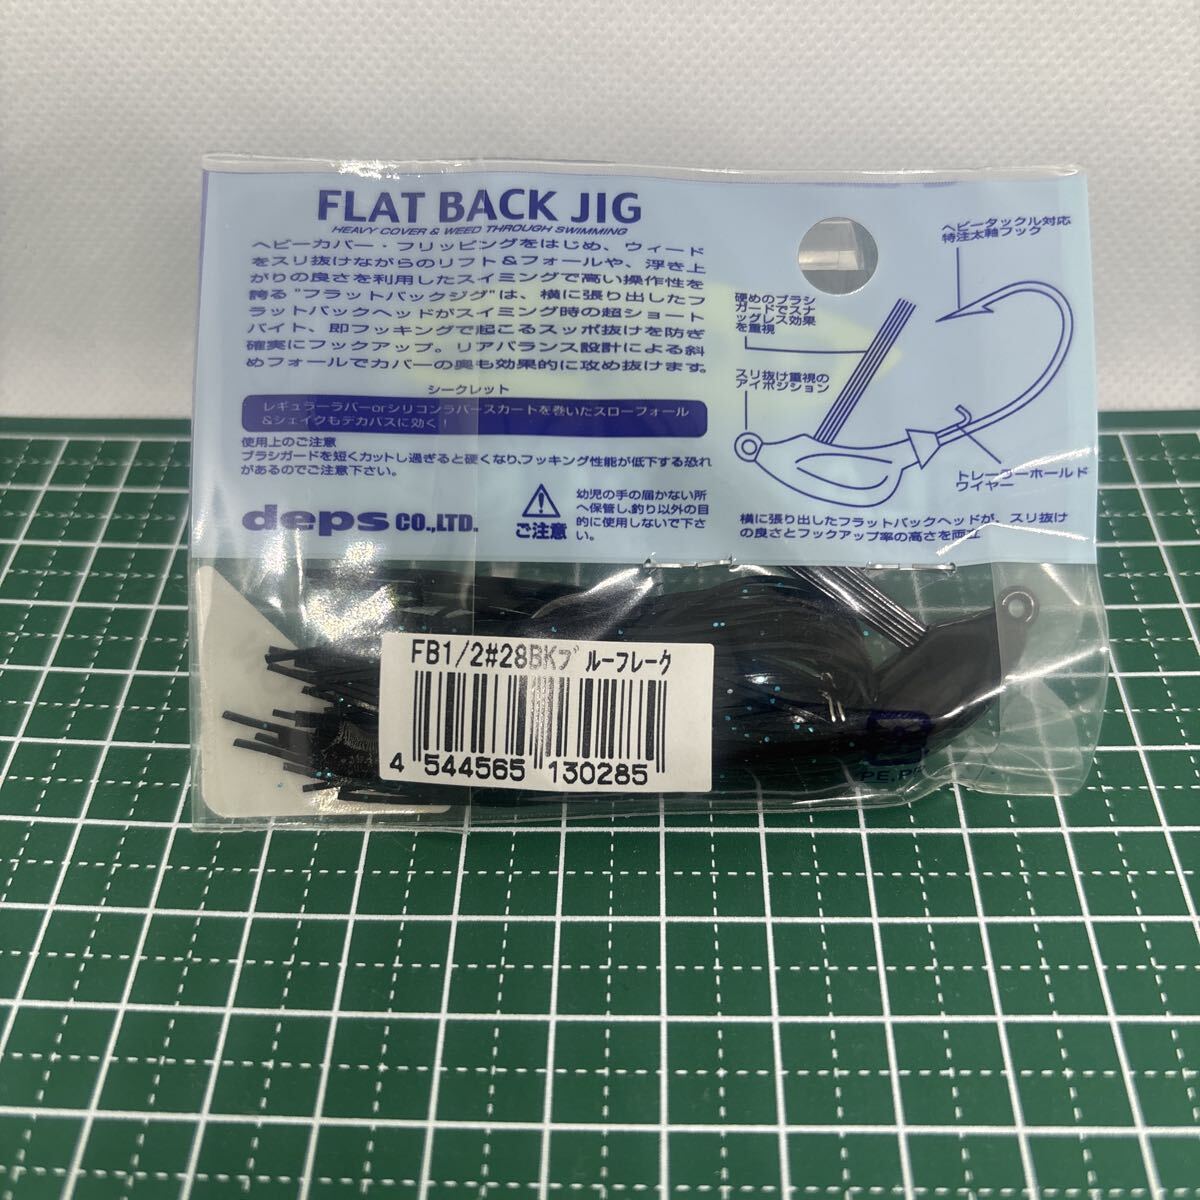 FLAT BACK JIG
HEAVY COVER & WEED THROUGH SWIMMING
ヘビーカバー・フリッピングをはじめ、ウィード
をスリ抜けながらのリフト&フォールや、浮き上
がりの良さを利用したスイミングで高い操作性を
誇る"フラットバックジグ"は、横に張り出したフ
ラットバックヘッドがスイミング時の超ショート
バイト、即フッキングで起こるスッポ抜けを防ぎ
確実にフックアップ。リアバランス設計による斜
めフォールでカバーの奥も効果的に攻め抜けます。
シークレット
レギュラーラバーorシリコンラバースカートを巻いたスローフォール
&シェイクもデカバスに効く!
使用上のご注意
ブラシガードを短くカットし過ぎると硬くなり、フッキング性能が低下する恐れ
があるのでご注意下さい。
deps CO.,LTD.
ご注意
幼児の手の届かない所
へ保管し、釣り以外の目
的に使用しないで下さ
い。
ヘビータックル対応
特注太軸フック
硬めのブラシ
ガードでスナ
ッグレス効果
を重視
スリ抜け重視の
アイポジション
トレーラーホールド
ワイヤー
横に張り出したフラットバックヘッドが、スリ抜け
の良さとフックアップ率の高さを両立
FB1/2#28BKブルーフレーク
4 544565 130285